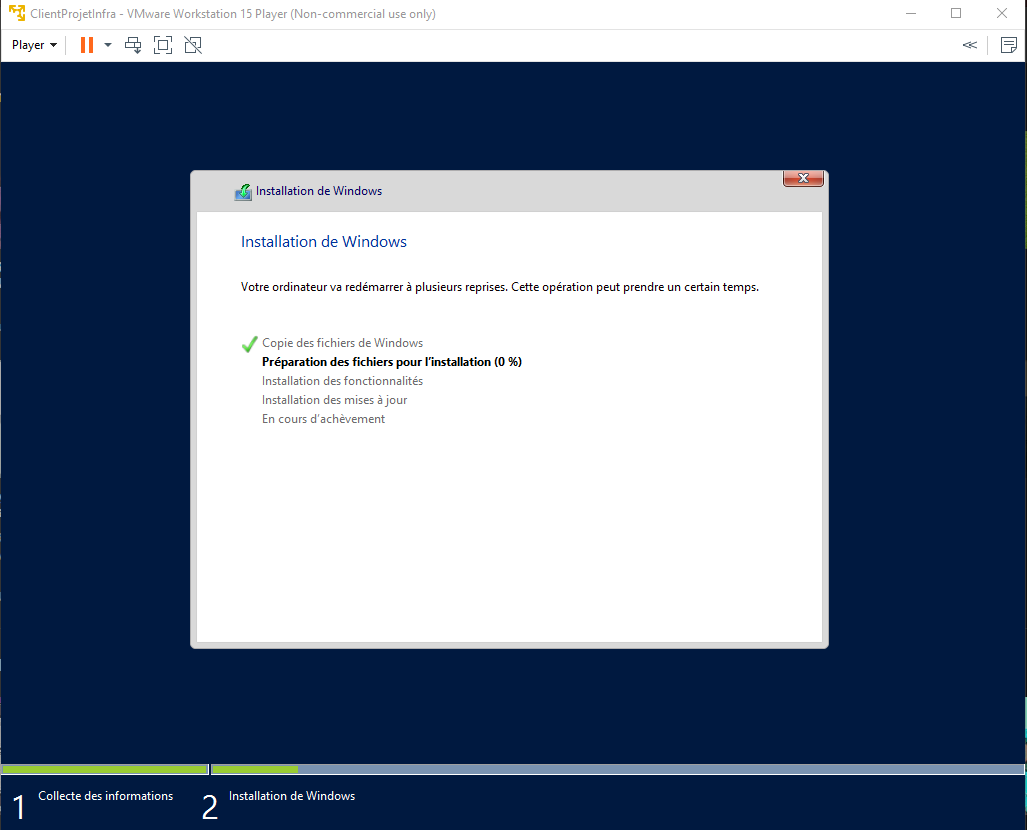 ClientProjetInfra - VMware Workstation 15 Player (Non-commercial use only)
Player
Installation de Windows
Installation de Windows
Votre ordinateur va redémarrer à plusieurs reprises. Cette opération peut prendre un certain temps.
Copie des fichiers de Windows
Préparation des fichiers pour l'installation (0 %)
Installation des fonctionnalités
Installation des mises à jour
En cours d'achèvement
1 Collecte des informations 2 Installation de Windows